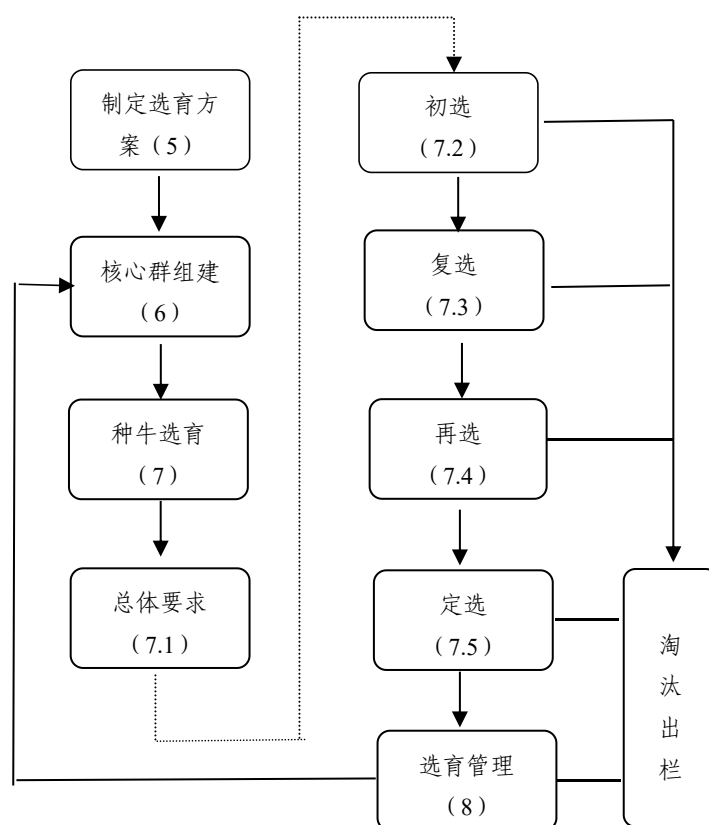 制定选育方
案（5）
核心群组建
（6）
种牛选育
（7）
总体要求
（7.1）
初选
（7.2）
复选
（7.3）
再选
（7.4）
定选
（7.5）
选育管理
（8）
淘
汰
出
栏